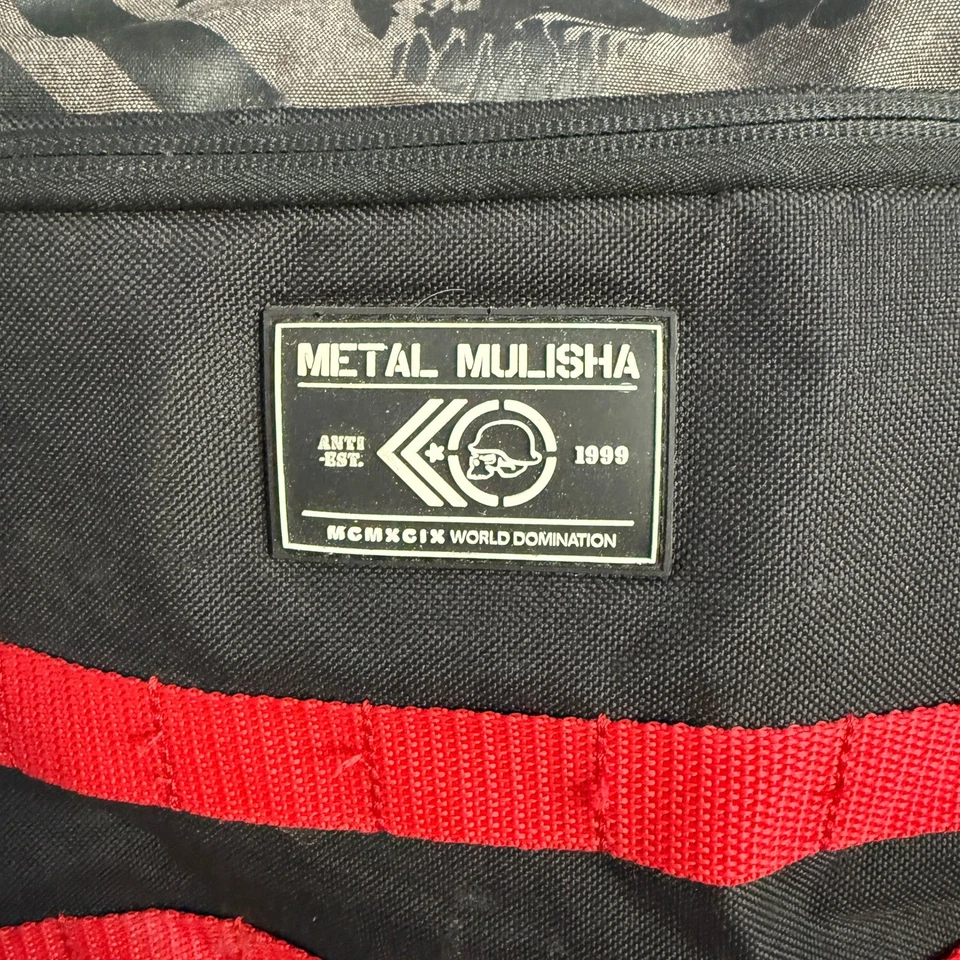 METAL MULISHA
ANTI
-EST.
1999
MCMXCIX WORLD DOMINATION